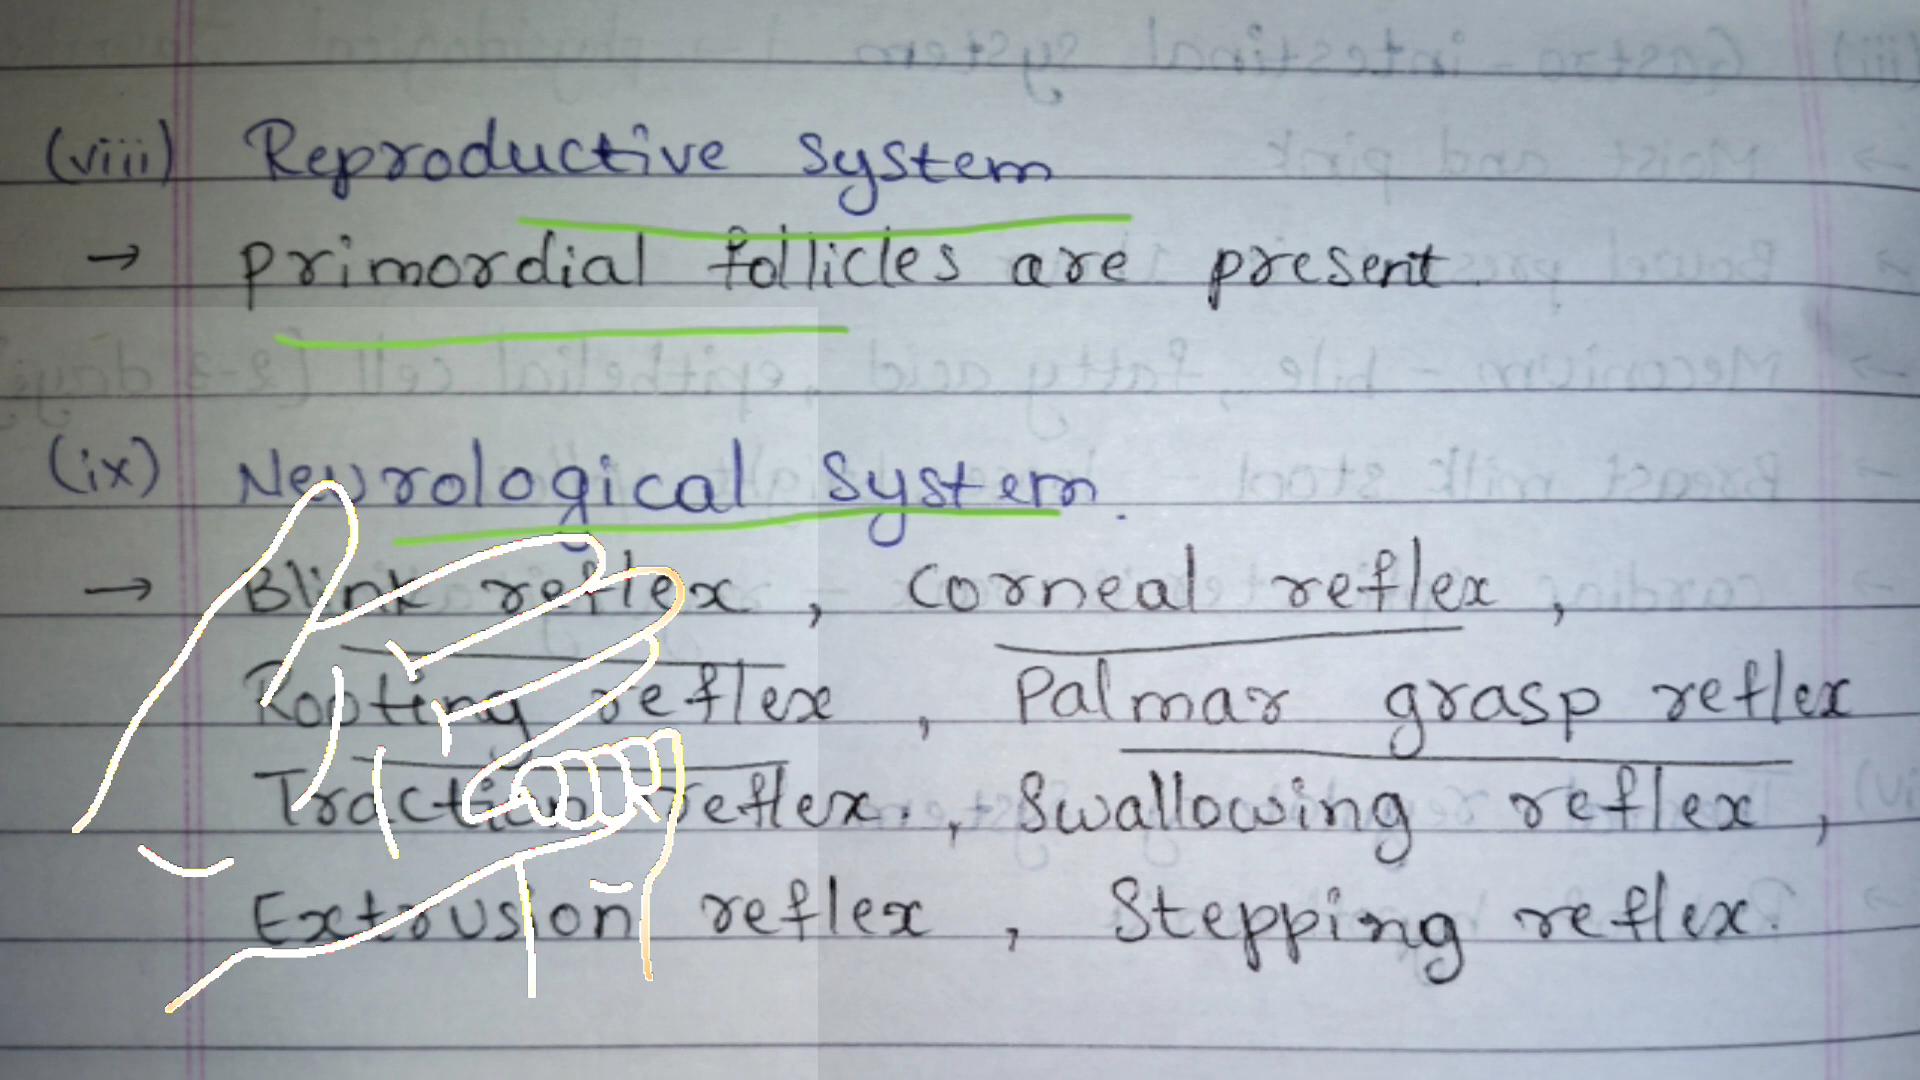 (viii) Reproductive System
→ primordial follicles are present
(ix) Neurological System.
→ Blink reflex, Corneal reflex,
Rooting reflex, Palmar grasp reflex
Traction reflex., Swallowing reflex,
Extrusion reflex, Stepping reflex.